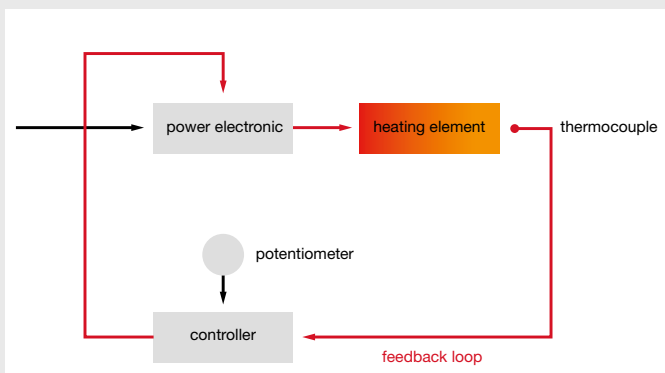 power electronic
heating element
thermocouple
potentiometer
controller
feedback loop